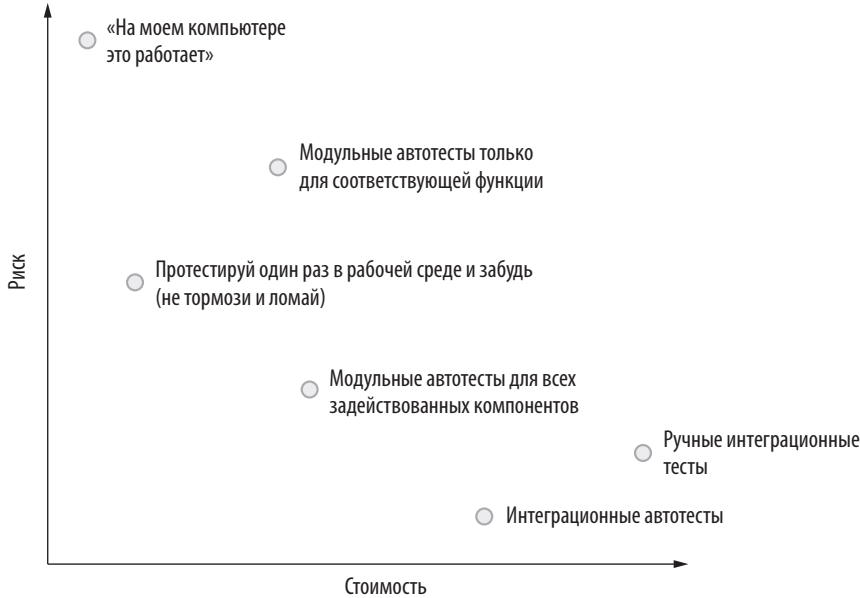 «На моем компьютере
это работает»
Модульные автотесты только
для соответствующей функции
Риск
Протестируй один раз в рабочей среде и забудь
(не тормози и ломай)
Модульные автотесты для всех
задействованных компонентов
Ручные интеграционные
тесты
Интеграционные автотесты
Стоимость